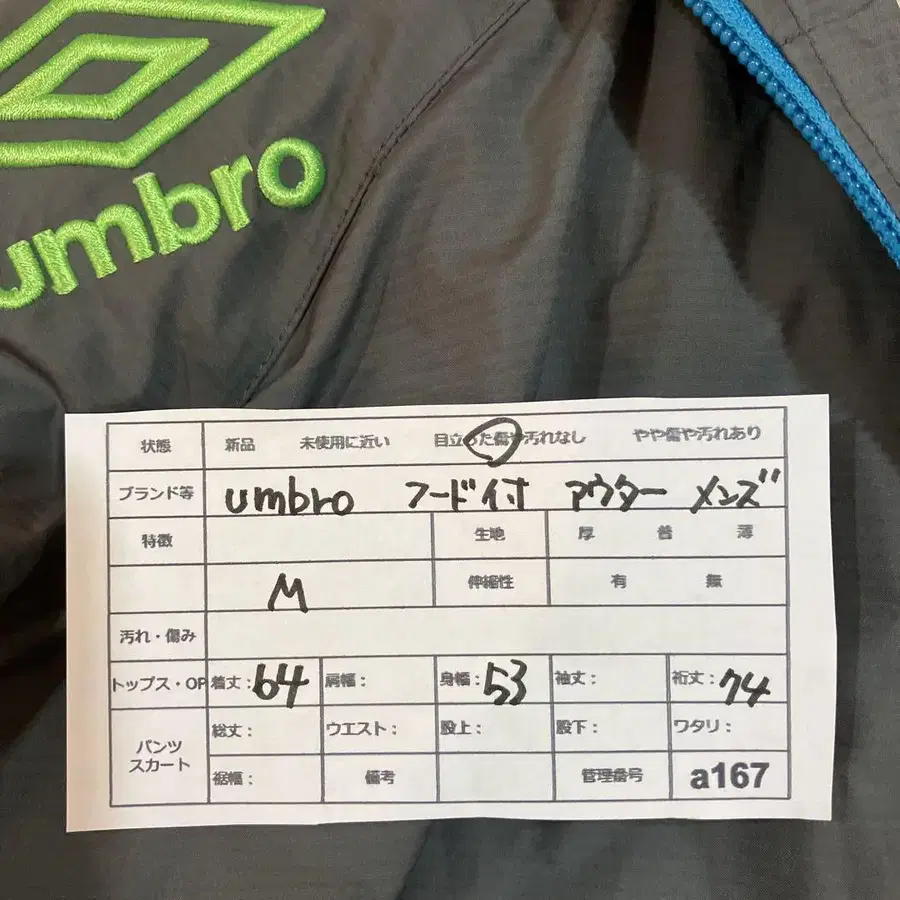 umbro
状態 新品 未使用に近い 目立った傷や汚れなし やや傷や汚れあり
ブランド等 umbro フード付 アウター メンズ
特徴 生地 厚 普 薄
M 伸縮性 有 無
汚れ・傷み
トップス・OP 着丈:64 肩幅: 身幅:53 袖丈: 裄丈:74
パンツ スカート 総丈: ウエスト: 股上: 股下: ワタリ:
裾幅: 備考 管理番号 a167